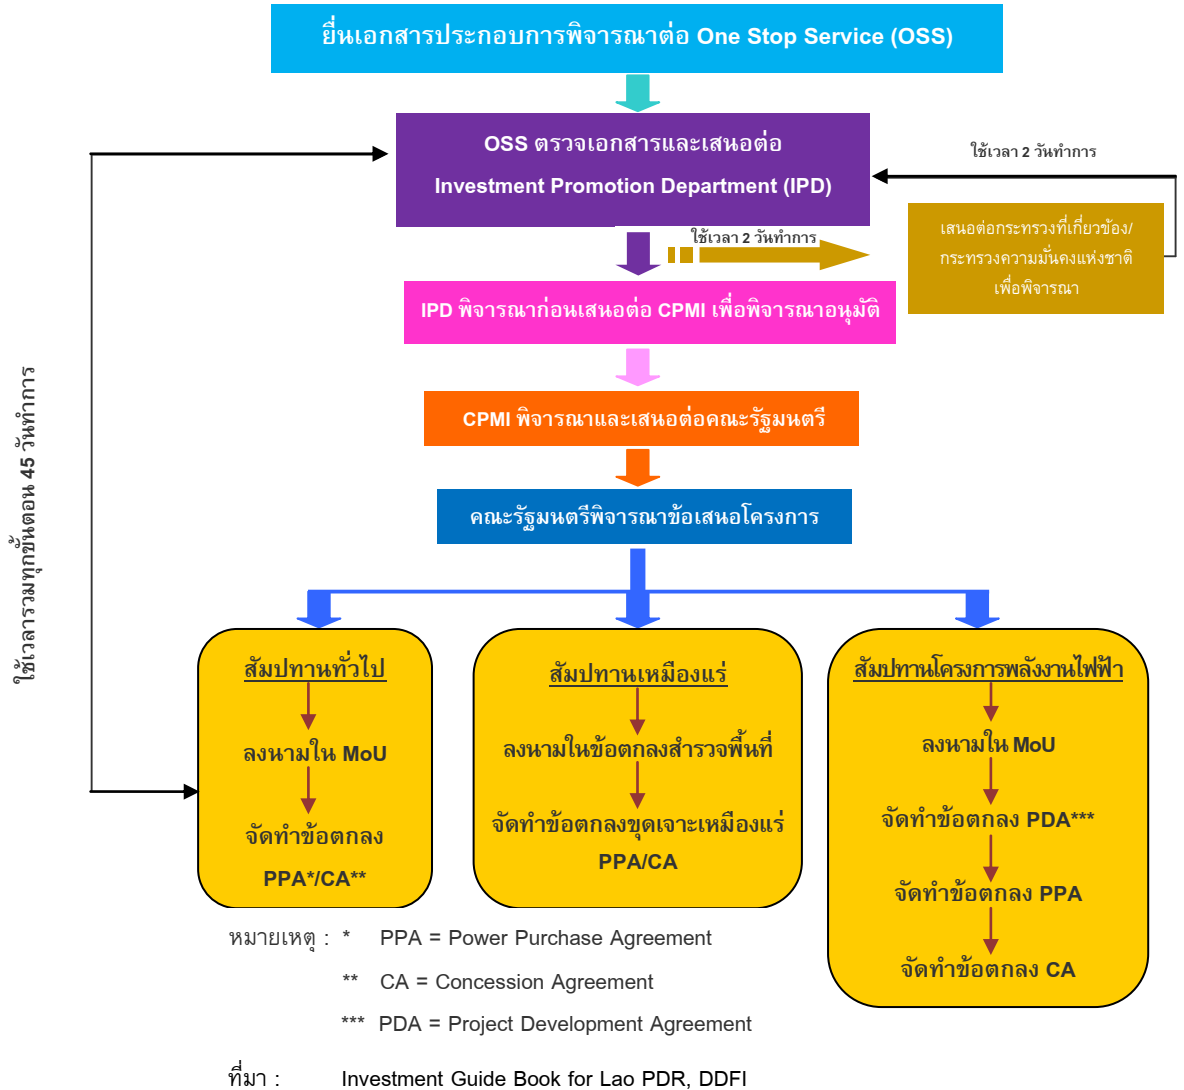 ยื่นเอกสารประกอบการพิจารณาต่อ One Stop Service (OSS)
OSS ตรวจเอกสารและเสนอต่อ
Investment Promotion Department (IPD)
ใช้เวลา 2 วันทำการ
ใช้เวลา 2 วันทำการ
เสนอต่อกระทรวงที่เกี่ยวข้อง/
กระทรวงความมั่นคงแห่งชาติ
เพื่อพิจารณา
IPD พิจารณาก่อนเสนอต่อ CPMI เพื่อพิจารณาอนุมัติ
CPMI พิจารณาและเสนอต่อคณะรัฐมนตรี
คณะรัฐมนตรีพิจารณาข้อเสนอโครงการ
ใช้เวลารวมทุกขั้นตอน 45 วันทำการ
สัมปทานทั่วไป
ลงนามใน MoU
จัดทำข้อตกลง
PPA*/CA**
สัมปทานเหมืองแร่
ลงนามในข้อตกลงสำรวจพื้นที่
จัดทำข้อตกลงขุดเจาะเหมืองแร่
PPA/CA
สัมปทานโครงการพลังงานไฟฟ้า
ลงนามใน MoU
จัดทำข้อตกลง PDA***
จัดทำข้อตกลง PPA
จัดทำข้อตกลง CA
หมายเหตุ : * PPA = Power Purchase Agreement
** CA = Concession Agreement
*** PDA = Project Development Agreement
ที่มา : Investment Guide Book for Lao PDR, DDFI